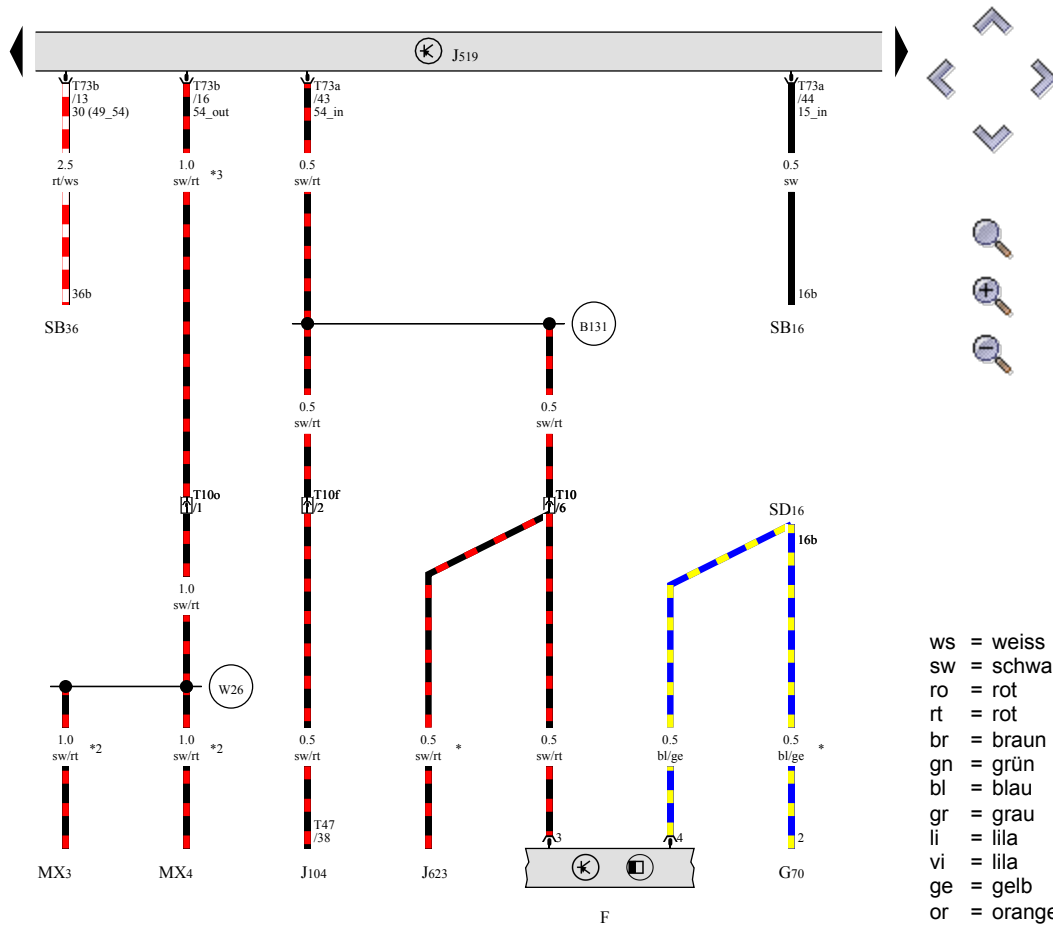 J519
T73b
/13
30 (49_54)
T73b
/16
54_out
T73a
/43
54_in
T73a
/44
15_in
2.5
rt/ws
1.0
sw/rt *3
0.5
sw/rt
0.5
sw
36b
16b
SB36
SB16
B131
0.5
sw/rt
0.5
sw/rt
T10o
/1
T10f
/2
T10
/6
SD16
16b
1.0
sw/rt
W26
1.0
sw/rt *2
1.0
sw/rt *2
0.5
sw/rt
0.5
sw/rt *
0.5
sw/rt
0.5
bl/ge
0.5
bl/ge *
T47
/38
3
4
2
MX3
MX4
J104
J623
G70
F
ws = weiss
sw = schwa
ro = rot
rt = rot
br = braun
gn = grün
bl = blau
gr = grau
li = lila
vi = lila
ge = gelb
or = orange